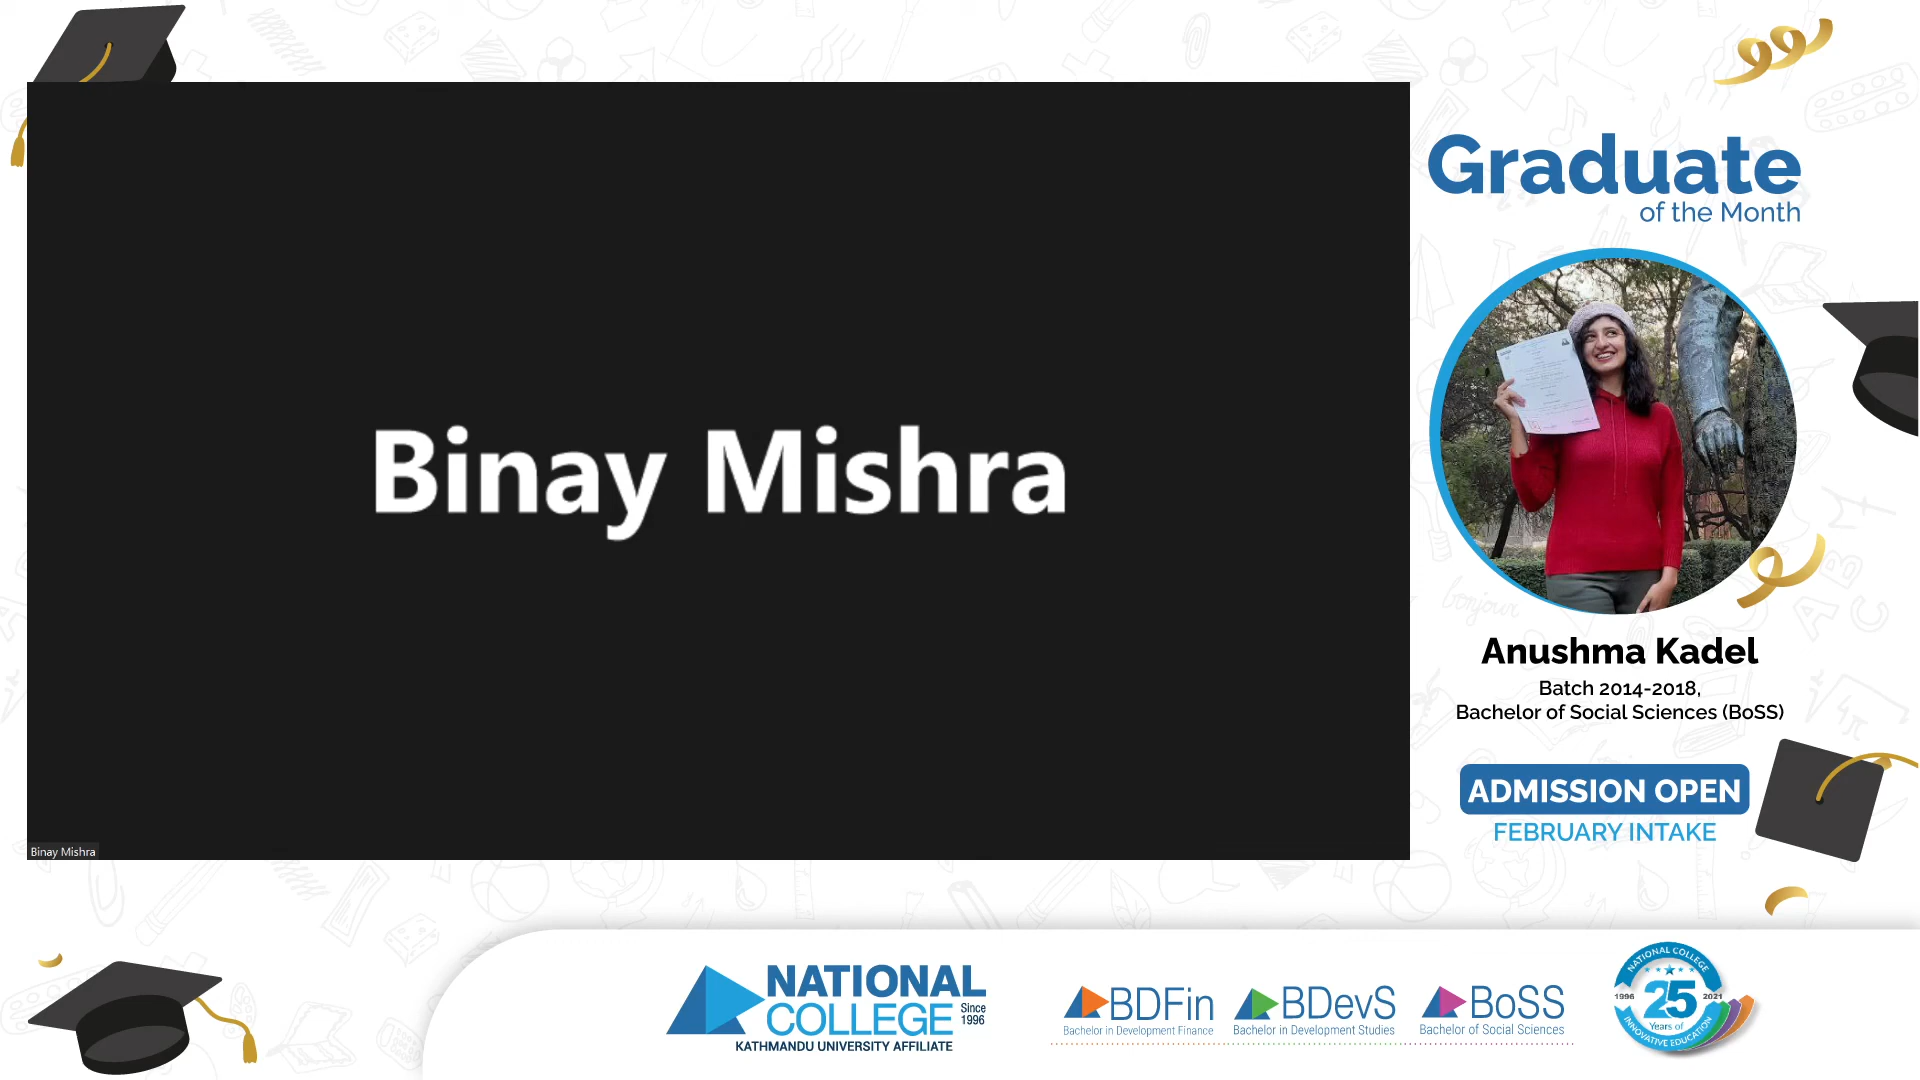 Graduate
of the Month
Binay Mishra
Binay Mishra
Anushma Kadel
Batch 2014-2018,
Bachelor of Social Sciences (BoSS)
ADMISSION OPEN
FEBRUARY INTAKE
bonjour
NATIONAL
COLLEGE
Since
1996
KATHMANDU UNIVERSITY AFFILIATE
BDFin
Bachelor in Development Finance
BDevS
Bachelor in Development Studies
BoSS
Bachelor of Social Sciences
NATIONAL COLLEGE
1996
25
2021
Years of
INNOVATIVE EDUCATION